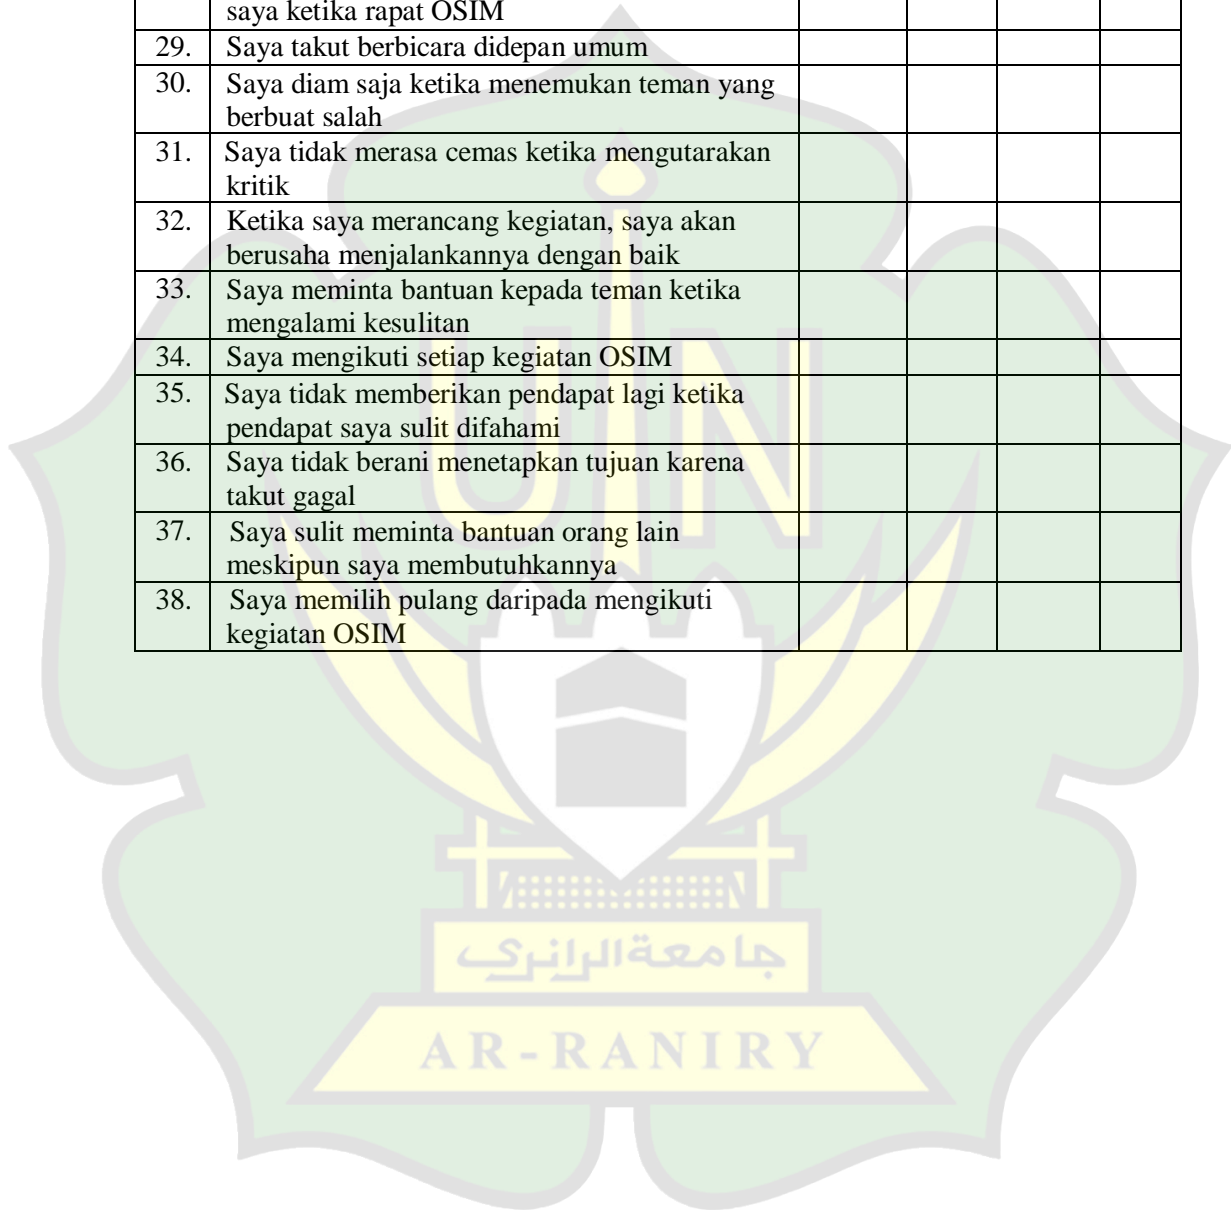 saya ketika rapat OSIM
29. Saya takut berbicara didepan umum
30. Saya diam saja ketika menemukan teman yang
berbuat salah
31. Saya tidak merasa cemas ketika mengutarakan
kritik
32. Ketika saya merancang kegiatan, saya akan
berusaha menjalankannya dengan baik
33. Saya meminta bantuan kepada teman ketika
mengalami kesulitan
34. Saya mengikuti setiap kegiatan OSIM
35. Saya tidak memberikan pendapat lagi ketika
pendapat saya sulit difahami
36. Saya tidak berani menetapkan tujuan karena
takut gagal
37. Saya sulit meminta bantuan orang lain
meskipun saya membutuhkannya
38. Saya memilih pulang daripada mengikuti
kegiatan OSIM
UIN
جامعة الرانري
AR-RANIRY